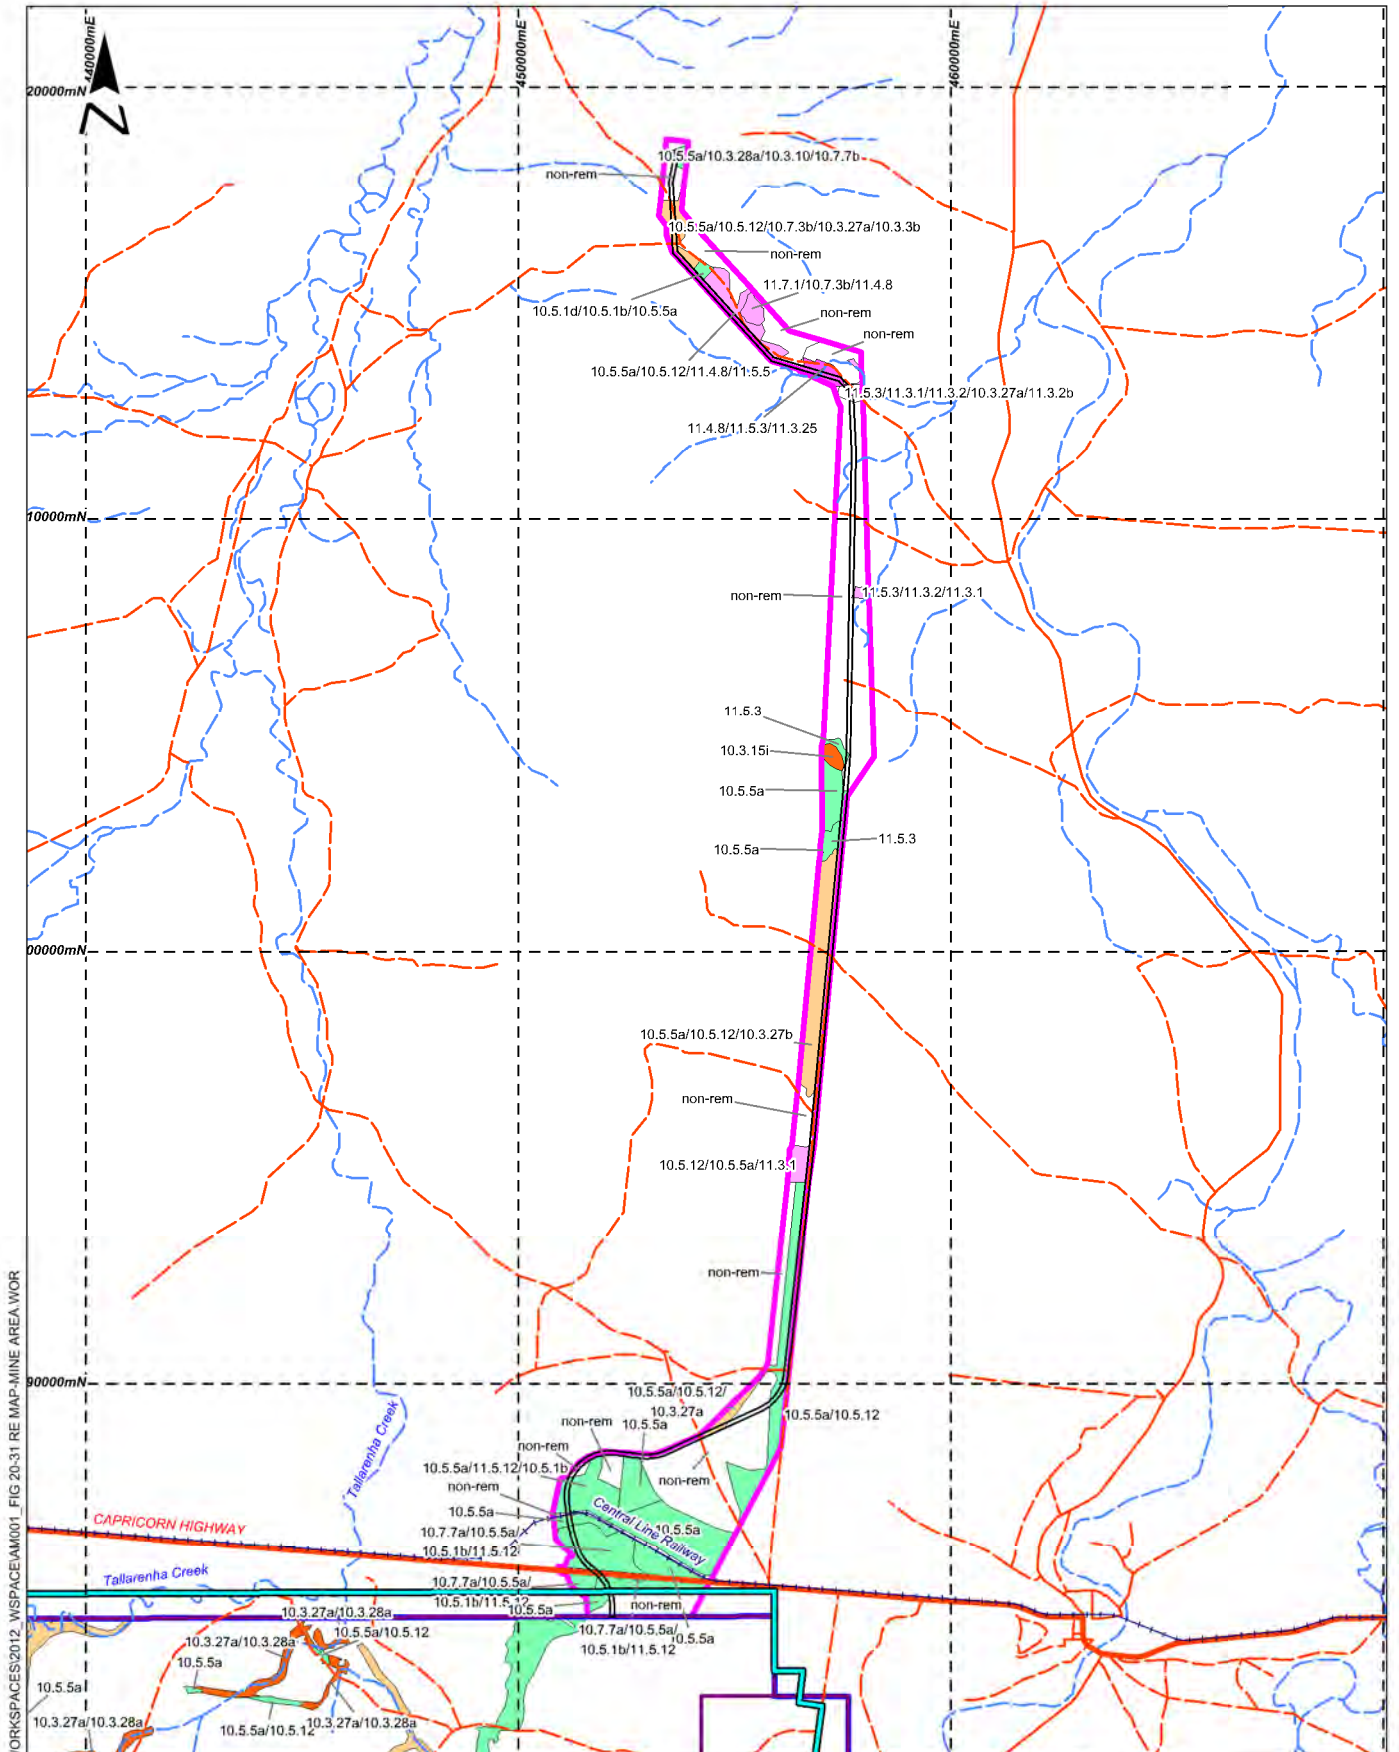 440000mE
450000mE
460000mE
20000mN
N
10.5.5a/10.3.28a/10.3.10/10.7.7b
non-rem
10.5.5a/10.5.12/10.7.3b/10.3.27a/10.3.3b
non-rem
11.7.1/10.7.3b/11.4.8
10.5.1d/10.5.1b/10.5.5a
non-rem
non-rem
10.5.5a/10.5.12/11.4.8/11.5.5
11.5.3/11.3.1/11.3.2/10.3.27a/11.3.2b
11.4.8/11.5.3/11.3.25
10000mN
non-rem
11.5.3/11.3.2/11.3.1
11.5.3
10.3.15i
10.5.5a
11.5.3
10.5.5a
00000mN
10.5.5a/10.5.12/10.3.27b
non-rem
10.5.12/10.5.5a/11.3.1
non-rem
90000mN
10.5.5a/10.5.12/
10.3.27a
10.5.5a/10.5.12
non-rem
10.5.5a
non-rem
10.5.5a/11.5.12/10.5.1b
non-rem
non-rem
10.5.5a
Central Line Railway
10.5.5a
10.7.7a/10.5.5a/
10.5.1b/11.5.12
Tallarenha Creek
CAPRICORN HIGHWAY
Tallarenha Creek
10.7.7a/10.5.5a/
10.5.1b/11.5.12
10.5.5a
non-rem
10.7.7a/10.5.5a/
10.5.1b/11.5.12
10.5.5a
10.3.27a/10.3.28a
10.5.5a/10.5.12
10.3.27a/10.3.28a
10.5.5a
10.5.5a
10.3.27a/10.3.28a
10.5.5a/10.5.12
10.3.27a/10.3.28a
/ORKSPACES\2012_WSPACE\AM001_FIG 20-31 RE MAP-MINE AREA.WOR